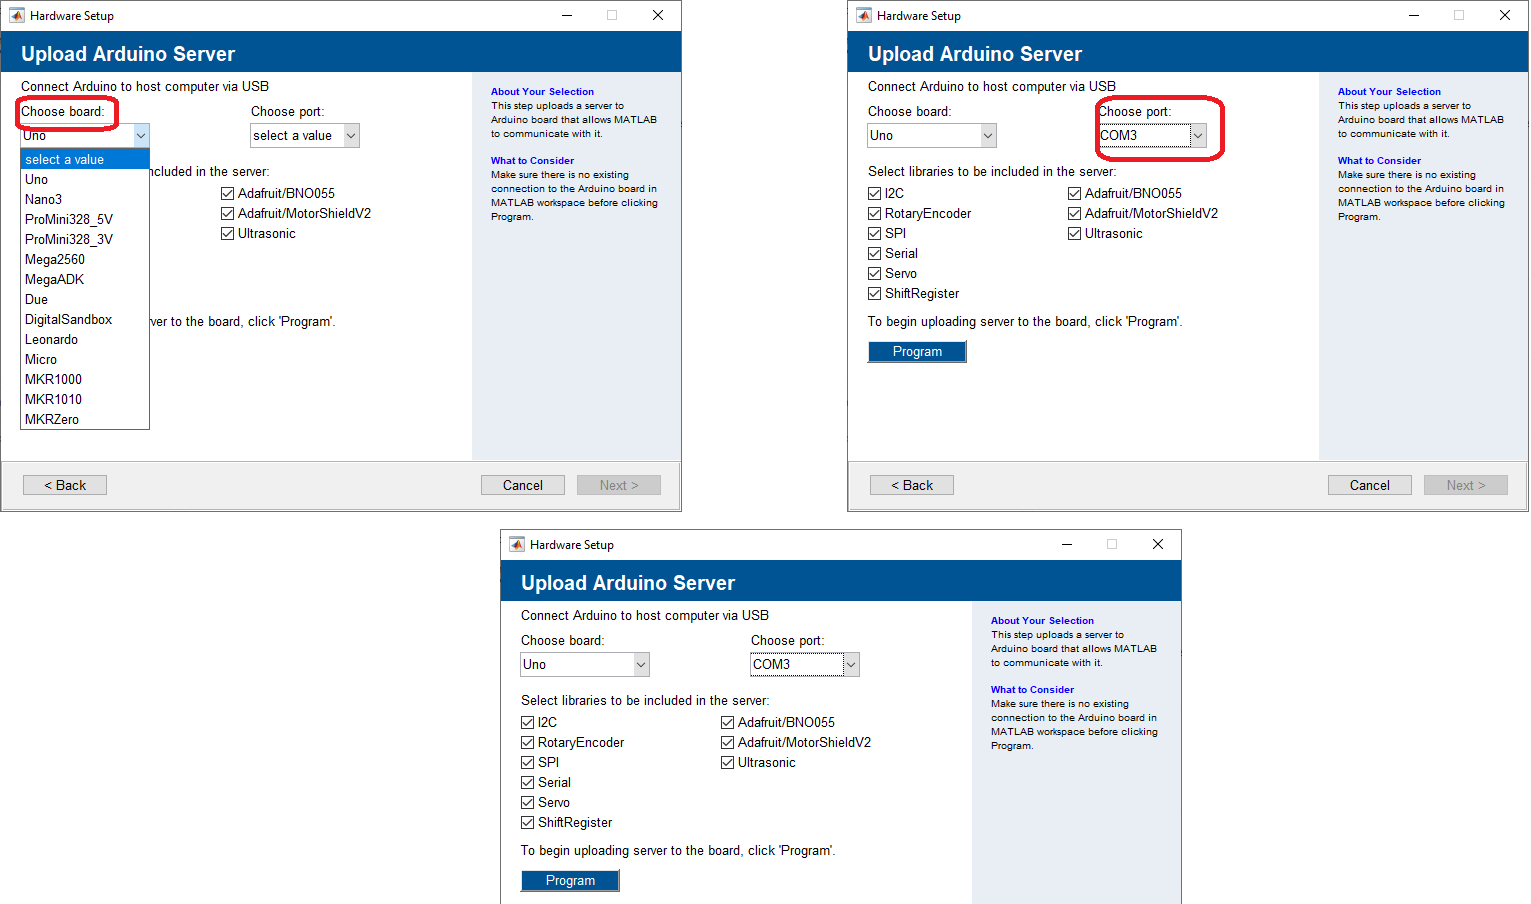 Hardware Setup
Upload Arduino Server
Connect Arduino to host computer via USB
Choose board:
Choose port:
Uno
select a value
select a value
Uno
Nano3
ProMini328_5V
ProMini328_3V
Mega2560
MegaADK
Due
DigitalSandbox
Leonardo
Micro
MKR1000
MKR1010
MKRZero
ncluded in the server:
Adafruit/BNO055
Adafruit/MotorShieldV2
Ultrasonic
ver to the board, click 'Program'.
About Your Selection
This step uploads a server to
Arduino board that allows MATLAB
to communicate with it.
What to Consider
Make sure there is no existing
connection to the Arduino board in
MATLAB workspace before clicking
Program.
< Back
Cancel
Next >
Hardware Setup
Upload Arduino Server
Connect Arduino to host computer via USB
Choose board:
Choose port:
Uno
COM3
Select libraries to be included in the server:
I2C
RotaryEncoder
SPI
Serial
Servo
ShiftRegister
Adafruit/BNO055
Adafruit/MotorShieldV2
Ultrasonic
To begin uploading server to the board, click 'Program'.
Program
About Your Selection
This step uploads a server to
Arduino board that allows MATLAB
to communicate with it.
What to Consider
Make sure there is no existing
connection to the Arduino board in
MATLAB workspace before clicking
Program.
< Back
Cancel
Next >
Hardware Setup
Upload Arduino Server
Connect Arduino to host computer via USB
Choose board:
Choose port:
Uno
COM3
Select libraries to be included in the server:
I2C
RotaryEncoder
SPI
Serial
Servo
ShiftRegister
Adafruit/BNO055
Adafruit/MotorShieldV2
Ultrasonic
To begin uploading server to the board, click 'Program'.
Program
About Your Selection
This step uploads a server to
Arduino board that allows MATLAB
to communicate with it.
What to Consider
Make sure there is no existing
connection to the Arduino board in
MATLAB workspace before clicking
Program.